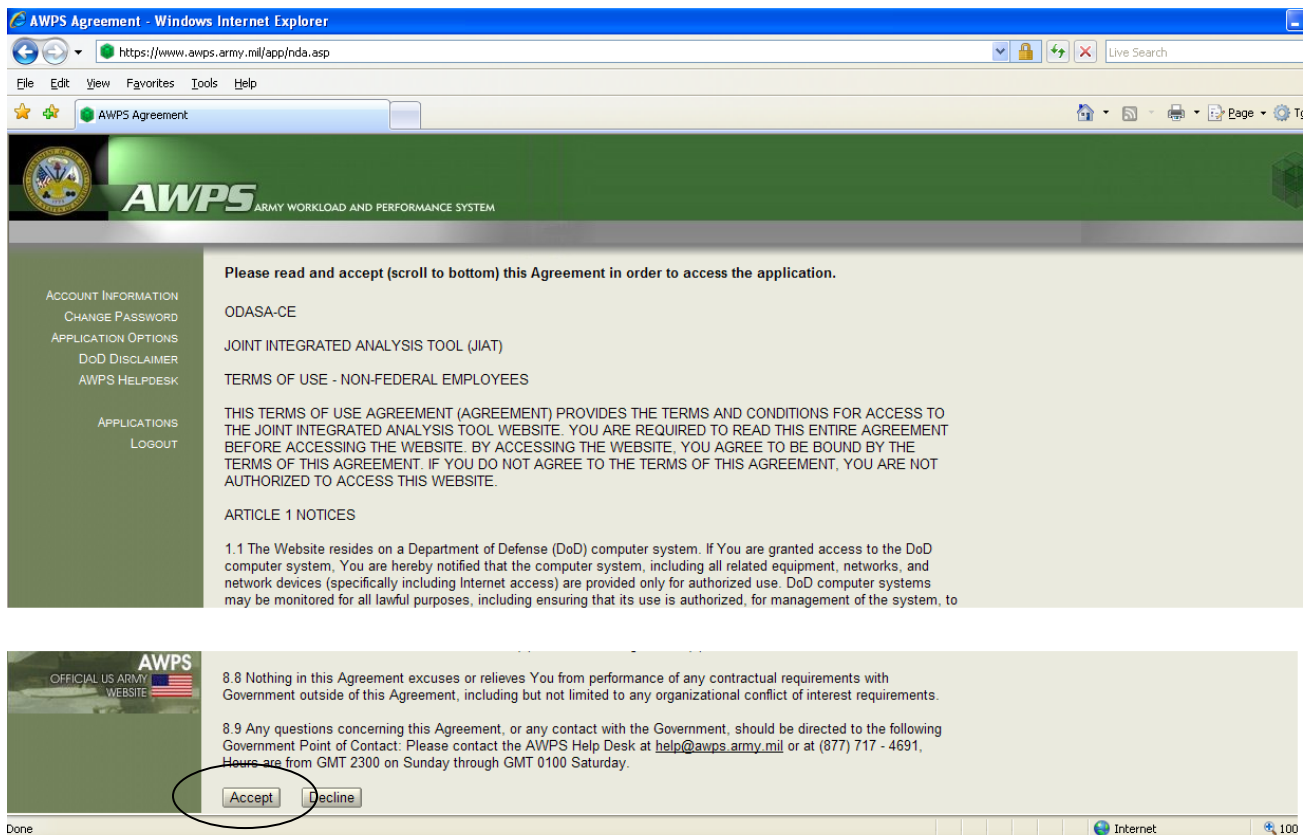 AWPS Agreement - Windows Internet Explorer
https://www.awps.army.mil/app/nda.asp
Live Search
File Edit View Favorites Tools Help
AWPS Agreement
Page
AWPS ARMY WORKLOAD AND PERFORMANCE SYSTEM
ACCOUNT INFORMATION
CHANGE PASSWORD
APPLICATION OPTIONS
DOD DISCLAIMER
AWPS HELPDESK
APPLICATIONS
LOGOUT
Please read and accept (scroll to bottom) this Agreement in order to access the application.
ODASA-CE
JOINT INTEGRATED ANALYSIS TOOL (JIAT)
TERMS OF USE - NON-FEDERAL EMPLOYEES
THIS TERMS OF USE AGREEMENT (AGREEMENT) PROVIDES THE TERMS AND CONDITIONS FOR ACCESS TO
THE JOINT INTEGRATED ANALYSIS TOOL WEBSITE. YOU ARE REQUIRED TO READ THIS ENTIRE AGREEMENT
BEFORE ACCESSING THE WEBSITE. BY ACCESSING THE WEBSITE, YOU AGREE TO BE BOUND BY THE
TERMS OF THIS AGREEMENT. IF YOU DO NOT AGREE TO THE TERMS OF THIS AGREEMENT, YOU ARE NOT
AUTHORIZED TO ACCESS THIS WEBSITE.
ARTICLE 1 NOTICES
1.1 The Website resides on a Department of Defense (DoD) computer system. If You are granted access to the DoD
computer system, You are hereby notified that the computer system, including all related equipment, networks, and
network devices (specifically including Internet access) are provided only for authorized use. DoD computer systems
may be monitored for all lawful purposes, including ensuring that its use is authorized, for management of the system, to
AWPS
OFFICIAL US ARMY
WEBSITE
8.8 Nothing in this Agreement excuses or relieves You from performance of any contractual requirements with
Government outside of this Agreement, including but not limited to any organizational conflict of interest requirements.
8.9 Any questions concerning this Agreement, or any contact with the Government, should be directed to the following
Government Point of Contact: Please contact the AWPS Help Desk at help@awps.army.mil or at (877) 717 - 4691,
Hours are from GMT 2300 on Sunday through GMT 0100 Saturday.
Accept Decline
Done Internet 100